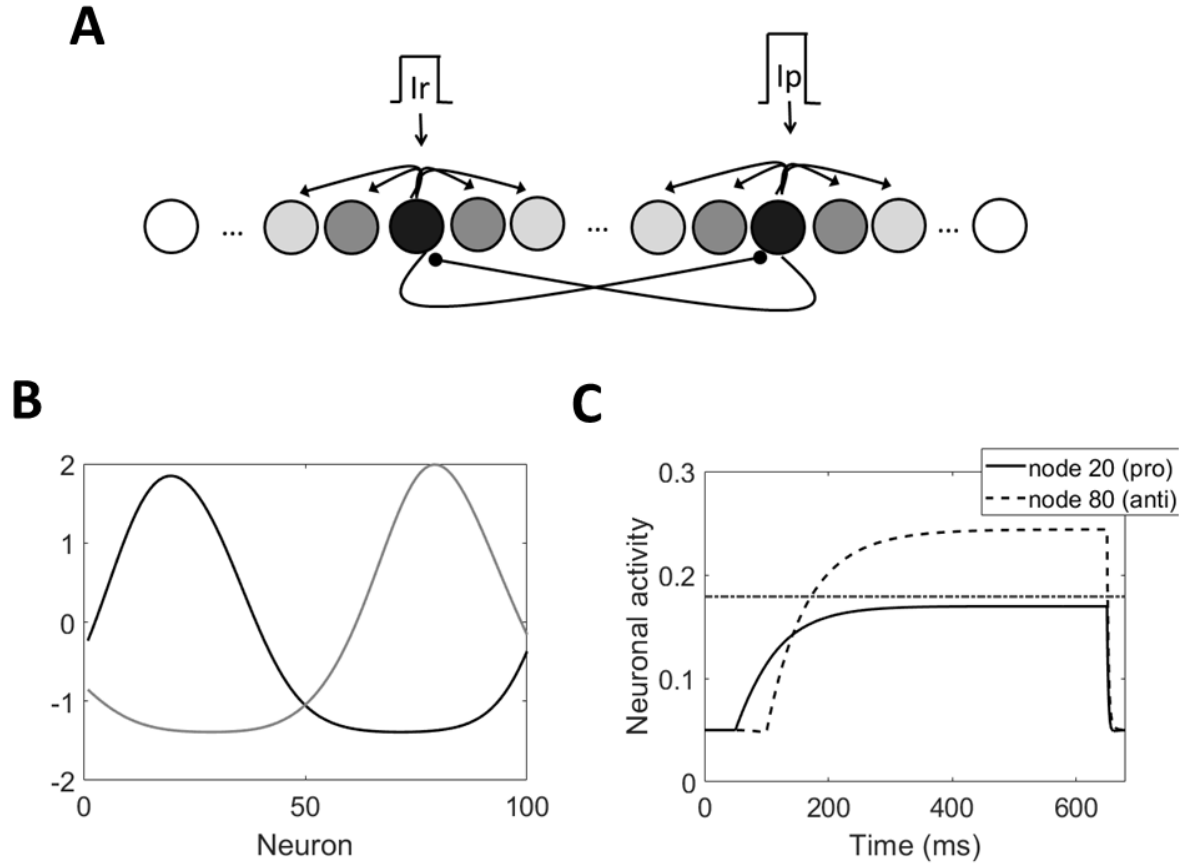 A
Ir
Ip
... ... ...
B
2
1
0
-1
-2
0 50 100
Neuron
C
node 20 (pro)
node 80 (anti)
0.3
0.2
0.1
0
Neuronal activity
0 200 400 600
Time (ms)